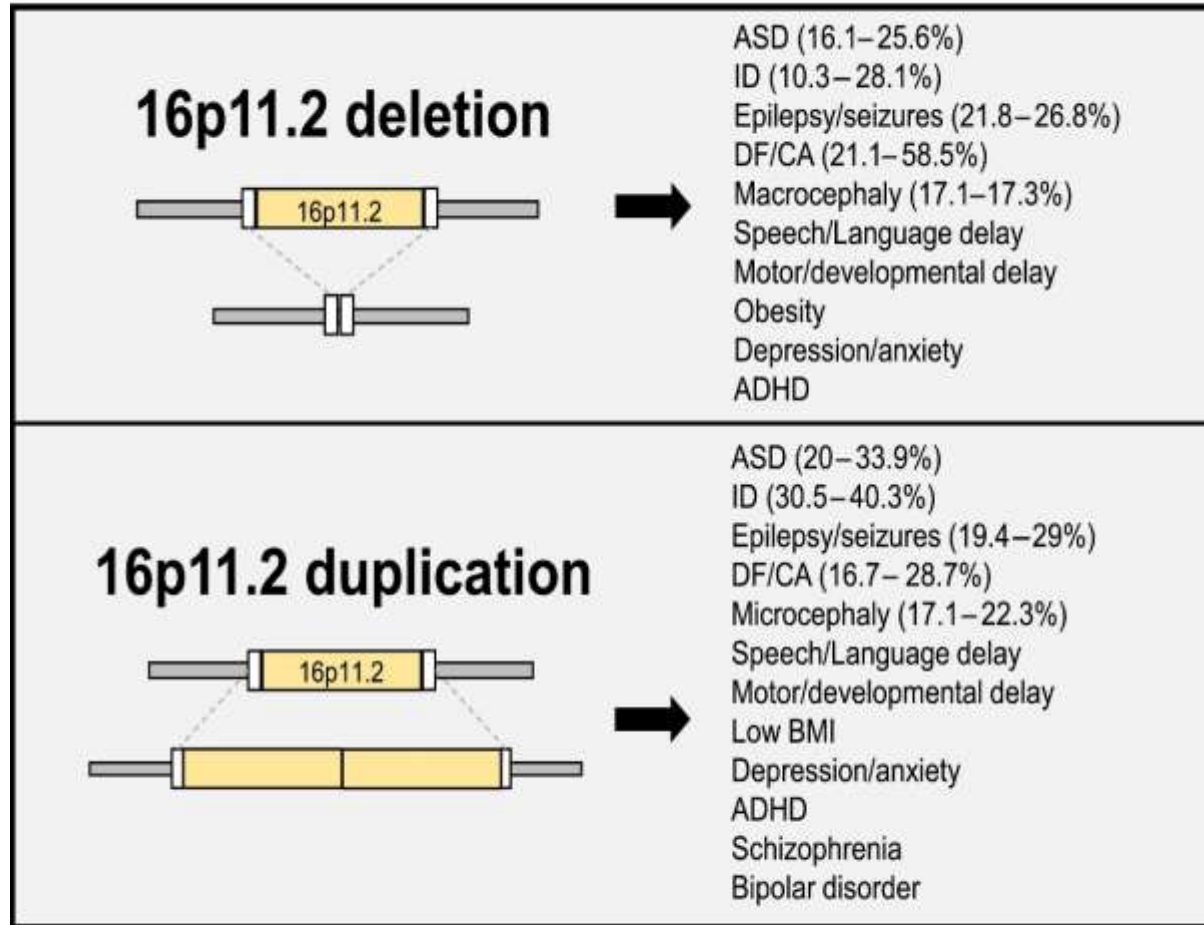 16p11.2 deletion
16p11.2
ASD (16.1–25.6%)
ID (10.3–28.1%)
Epilepsy/seizures (21.8–26.8%)
DF/CA (21.1–58.5%)
Macrocephaly (17.1–17.3%)
Speech/Language delay
Motor/developmental delay
Obesity
Depression/anxiety
ADHD
16p11.2 duplication
16p11.2
ASD (20–33.9%)
ID (30.5–40.3%)
Epilepsy/seizures (19.4–29%)
DF/CA (16.7–28.7%)
Microcephaly (17.1–22.3%)
Speech/Language delay
Motor/developmental delay
Low BMI
Depression/anxiety
ADHD
Schizophrenia
Bipolar disorder